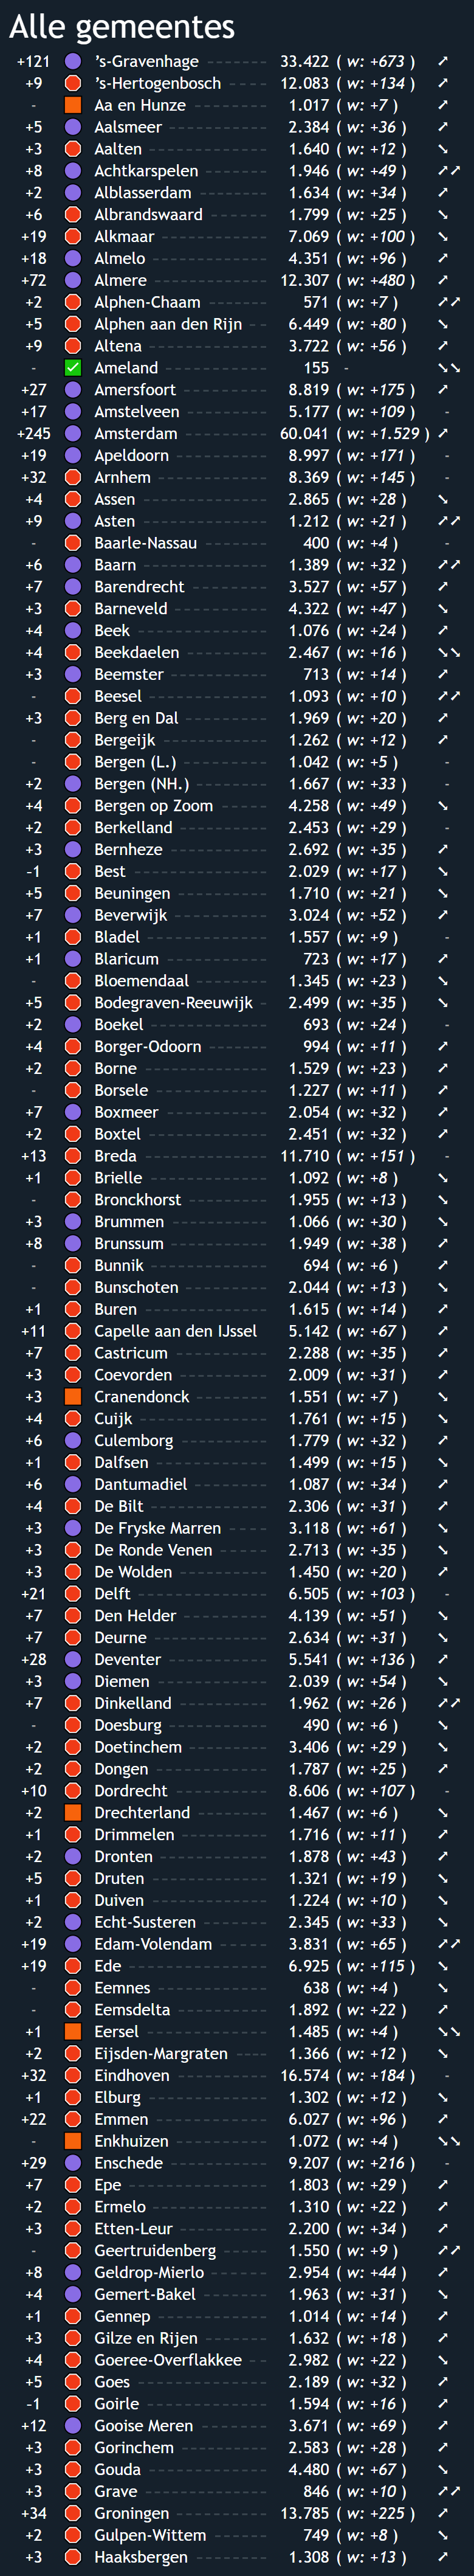 Alle gemeentes
+121 ’s-Gravenhage 33.422 ( w: +673 )
+9 ’s-Hertogenbosch 12.083 ( w: +134 )
- Aa en Hunze 1.017 ( w: +7 )
+5 Aalsmeer 2.384 ( w: +36 )
+3 Aalten 1.640 ( w: +12 )
+8 Achtkarspelen 1.946 ( w: +49 )
+2 Alblasserdam 1.634 ( w: +34 )
+6 Albrandswaard 1.799 ( w: +25 )
+19 Alkmaar 7.069 ( w: +100 )
+18 Almelo 4.351 ( w: +96 )
+72 Almere 12.307 ( w: +480 )
+2 Alphen-Chaam 571 ( w: +7 )
+5 Alphen aan den Rijn 6.449 ( w: +80 )
+9 Altena 3.722 ( w: +56 )
- Ameland 155 -
+27 Amersfoort 8.819 ( w: +175 )
+17 Amstelveen 5.177 ( w: +109 ) -
+245 Amsterdam 60.041 ( w: +1.529 )
+19 Apeldoorn 8.997 ( w: +171 ) -
+32 Arnhem 8.369 ( w: +145 ) -
+4 Assen 2.865 ( w: +28 )
+9 Asten 1.212 ( w: +21 )
- Baarle-Nassau 400 ( w: +4 ) -
+6 Baarn 1.389 ( w: +32 )
+7 Barendrecht 3.527 ( w: +57 )
+3 Barneveld 4.322 ( w: +47 )
+4 Beek 1.076 ( w: +24 )
+4 Beekdaelen 2.467 ( w: +16 )
+3 Beemster 713 ( w: +14 )
- Beesel 1.093 ( w: +10 )
+3 Berg en Dal 1.969 ( w: +20 )
- Bergeijk 1.262 ( w: +12 )
- Bergen (L.) 1.042 ( w: +5 ) -
+2 Bergen (NH.) 1.667 ( w: +33 ) -
+4 Bergen op Zoom 4.258 ( w: +49 )
+2 Berkelland 2.453 ( w: +29 ) -
+3 Bernheze 2.692 ( w: +35 )
-1 Best 2.029 ( w: +17 )
+5 Beuningen 1.710 ( w: +21 )
+7 Beverwijk 3.024 ( w: +52 )
+1 Bladel 1.557 ( w: +9 ) -
+1 Blaricum 723 ( w: +17 )
- Bloemendaal 1.345 ( w: +23 )
+5 Bodegraven-Reeuwijk 2.499 ( w: +35 )
+2 Boekel 693 ( w: +24 ) -
+4 Borger-Odoorn 994 ( w: +11 )
+2 Borne 1.529 ( w: +23 )
- Borsele 1.227 ( w: +11 )
+7 Boxmeer 2.054 ( w: +32 )
+2 Boxtel 2.451 ( w: +32 )
+13 Breda 11.710 ( w: +151 ) -
+1 Brielle 1.092 ( w: +8 )
- Bronckhorst 1.955 ( w: +13 )
+3 Brummen 1.066 ( w: +30 )
+8 Brunssum 1.949 ( w: +38 )
- Bunnik 694 ( w: +6 )
- Bunschoten 2.044 ( w: +13 )
+1 Buren 1.615 ( w: +14 )
+11 Capelle aan den IJssel 5.142 ( w: +67 )
+7 Castricum 2.288 ( w: +35 )
+3 Coevorden 2.009 ( w: +31 )
+3 Cranendonck 1.551 ( w: +7 )
+4 Cuijk 1.761 ( w: +15 )
+6 Culemborg 1.779 ( w: +32 )
+1 Dalfsen 1.499 ( w: +15 )
+6 Dantumadiel 1.087 ( w: +34 )
+4 De Bilt 2.306 ( w: +31 )
+3 De Fryske Marren 3.118 ( w: +61 )
+3 De Ronde Venen 2.713 ( w: +35 )
+3 De Wolden 1.450 ( w: +20 )
+21 Delft 6.505 ( w: +103 ) -
+7 Den Helder 4.139 ( w: +51 )
+7 Deurne 2.634 ( w: +31 )
+28 Deventer 5.541 ( w: +136 )
+3 Diemen 2.039 ( w: +54 )
+7 Dinkelland 1.962 ( w: +26 )
- Doesburg 490 ( w: +6 )
+2 Doetinchem 3.406 ( w: +29 )
+2 Dongen 1.787 ( w: +25 )
+10 Dordrecht 8.606 ( w: +107 ) -
+2 Drechterland 1.467 ( w: +6 )
+1 Drimmelen 1.716 ( w: +11 )
+2 Dronten 1.878 ( w: +43 )
+5 Druten 1.321 ( w: +19 )
+1 Duiven 1.224 ( w: +10 )
+2 Echt-Susteren 2.345 ( w: +33 )
+19 Edam-Volendam 3.831 ( w: +65 )
+19 Ede 6.925 ( w: +115 )
- Eemnes 638 ( w: +4 )
- Eemsdelta 1.892 ( w: +22 )
+1 Eersel 1.485 ( w: +4 )
+2 Eijsden-Margraten 1.366 ( w: +12 )
+32 Eindhoven 16.574 ( w: +184 ) -
+1 Elburg 1.302 ( w: +12 )
+22 Emmen 6.027 ( w: +96 )
- Enkhuizen 1.072 ( w: +4 )
+29 Enschede 9.207 ( w: +216 ) -
+7 Epe 1.803 ( w: +29 )
+2 Ermelo 1.310 ( w: +22 )
+3 Etten-Leur 2.200 ( w: +34 )
- Geertruidenberg 1.550 ( w: +9 )
+8 Geldrop-Mierlo 2.954 ( w: +44 )
+4 Gemert-Bakel 1.963 ( w: +31 )
+1 Gennep 1.014 ( w: +14 )
+3 Gilze en Rijen 1.632 ( w: +18 )
+4 Goeree-Overflakkee 2.982 ( w: +22 )
+5 Goes 2.189 ( w: +32 )
-1 Goirle 1.594 ( w: +16 )
+12 Gooise Meren 3.671 ( w: +69 )
+3 Gorinchem 2.583 ( w: +28 )
+3 Gouda 4.480 ( w: +67 )
+3 Grave 846 ( w: +10 )
+34 Groningen 13.785 ( w: +225 )
+2 Gulpen-Wittem 749 ( w: +8 )
+3 Haaksbergen 1.308 ( w: +13 )